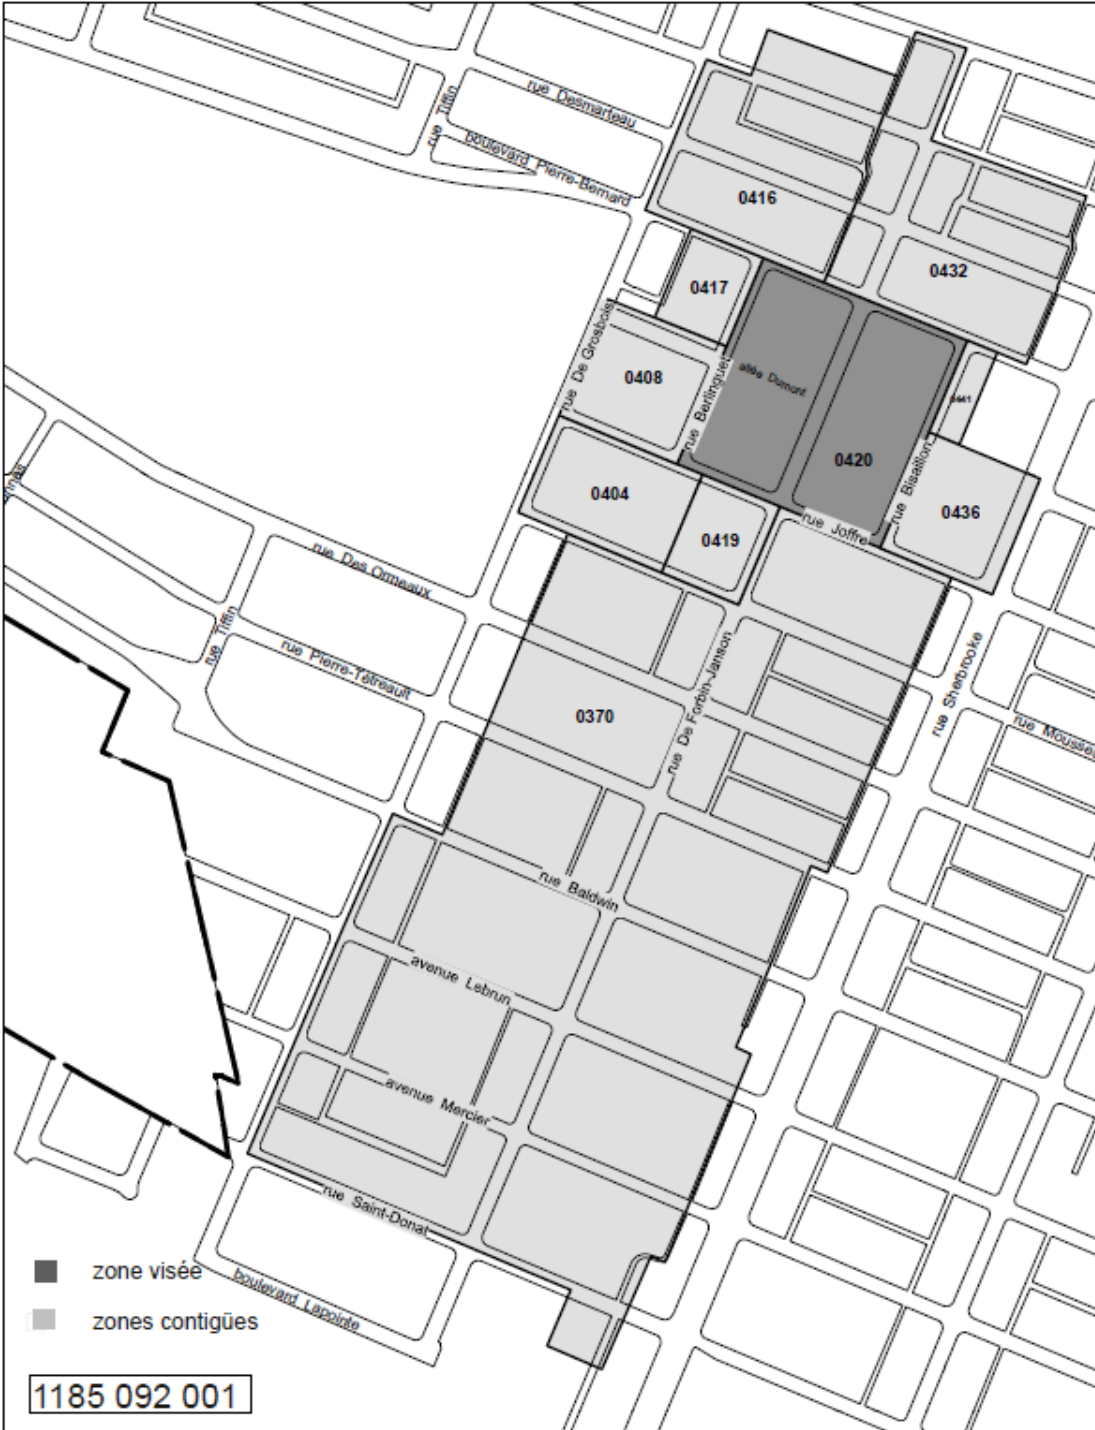 rue Desmarteau
rue Tiffin
boulevard Pierre-Bernard
0416
0432
0417
rue De Grosbois
0408
rue Berlinguet
allée Dumont
0441
0420
rue Bisaillon
0404
0436
rue Joffre
0419
rue Des Ormeaux
rue Tiffin
rue Pierre-Tétreault
rue De Forbin-Janson
rue Sherbrooke
0370
rue Baldwin
avenue Lebrun
avenue Mercier
rue Saint-Donat
zone visée
boulevard Lapointe
zones contigües
1185 092 001